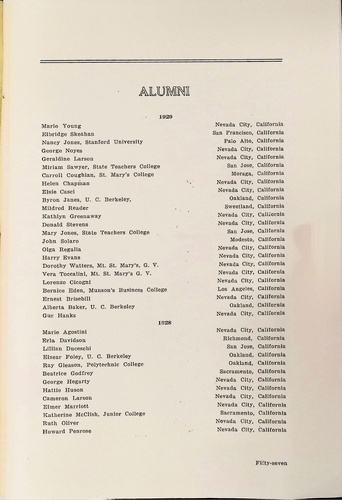 ALUMNI
1929
Marie Young Nevada City, California
Elbridge Skeehan San Francisco, California
Nancy Jones, Stanford University Palo Alto, California
George Noyes Nevada City, California
Geraldine Larson Nevada City, California
Miriam Sawyer, State Teachers College San Jose, California
Carroll Coughlan, St. Mary's College Moraga, California
Helen Chapman Nevada City, California
Elsie Casci Nevada City, California
Byron Janes, U. C. Berkeley, Oakland, California
Mildred Reader Sweetland, California
Kathlyn Greenaway Nevada City, California
Donald Stevens Nevada City, California
Mary Jones, State Teachers College San Jose, California
John Solaro Modesto, California
Olga Regalia Nevada City, California
Harry Evans Nevada City, California
Dorothy Watters, Mt. St. Mary's, G. V. Nevada City, California
Vera Toccalini, Mt. St. Mary's, G. V. Nevada City, California
Lorenzo Cicogni Nevada City, California
Bernice Eden, Munson's Business College Los Angeles, California
Ernest Brisebill Nevada City, California
Alberta Baker, U. C. Berkeley Oakland, California
Guc Hanks Nevada City, California
1928
Marie Agostini Nevada City, California
Erla Davidson Richmond, California
Lillian Duceschi San Jose, California
Elzear Foley, U. C. Berkeley Oakland, California
Ray Gleason, Polytechnic College Oakland, California
Beatrice Godfrey Sacramento, California
George Hegarty Nevada City, California
Hattie Huson Nevada City, California
Cameron Larson Nevada City, California
Elmer Marriott Nevada City, California
Katherine McClish, Junior College Sacramento, California
Ruth Oliver Nevada City, California
Howard Penrose Nevada City, California
Fifty-seven